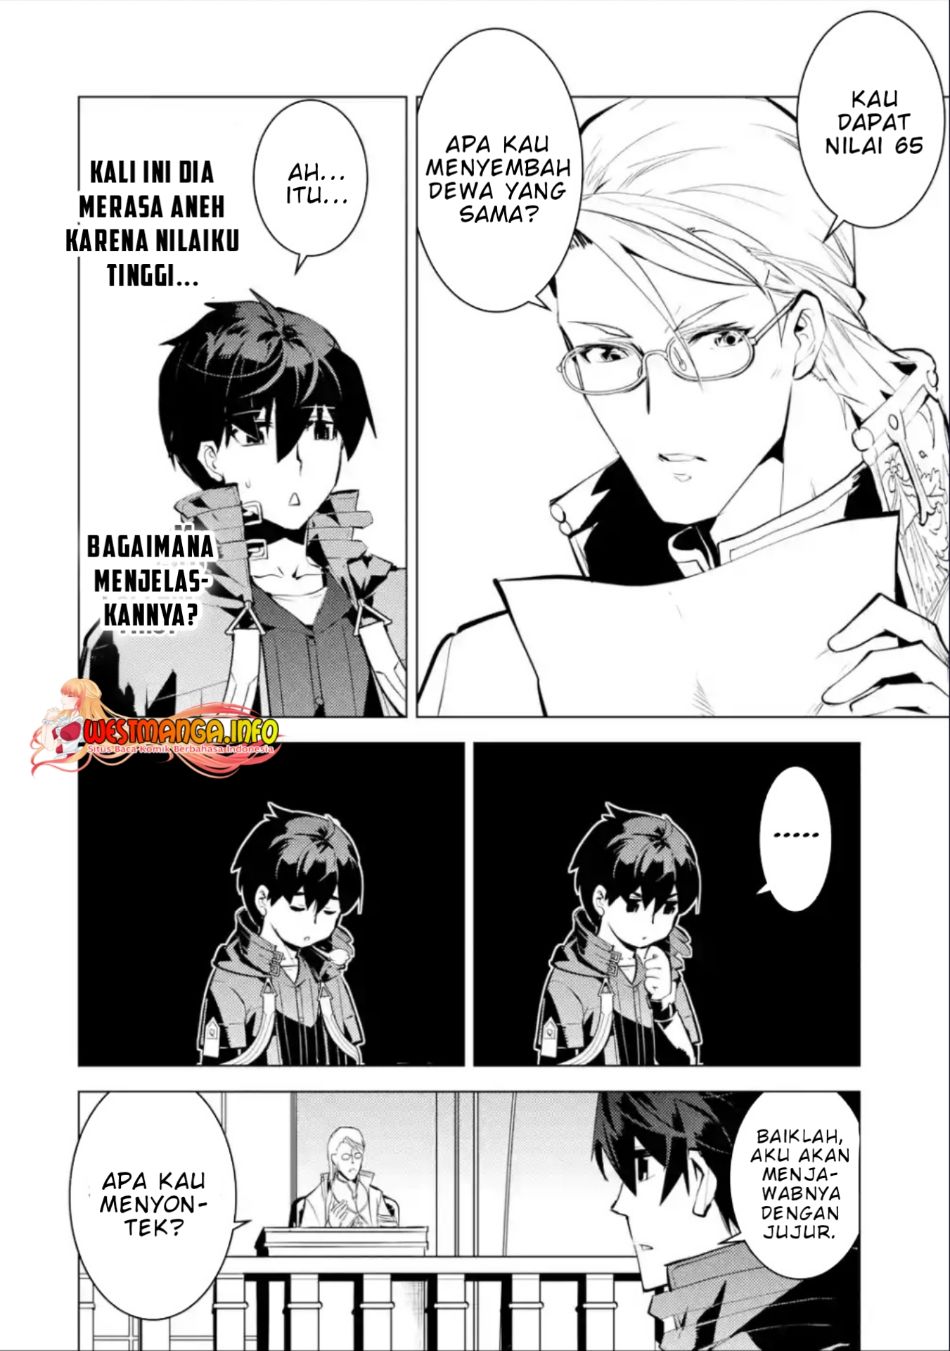 KAU
DAPAT
NILAI 65
APA KAU
MENYEMBAH
DEWA YANG
SAMA?
AH...
ITU...
KALI INI DIA
MERASA ANEH
KARENA NILAIKU
TINGGI...
BAGAIMANA
MENJELAS-
KANNYA?
WESTMANGA.INFO
Situs Baca Komik Berbahasa Indonesia
......
BAIKLAH,
AKU AKAN
MENJA-
WABNYA
DENGAN
JUJUR.
APA KAU
MENYON-
TEK?